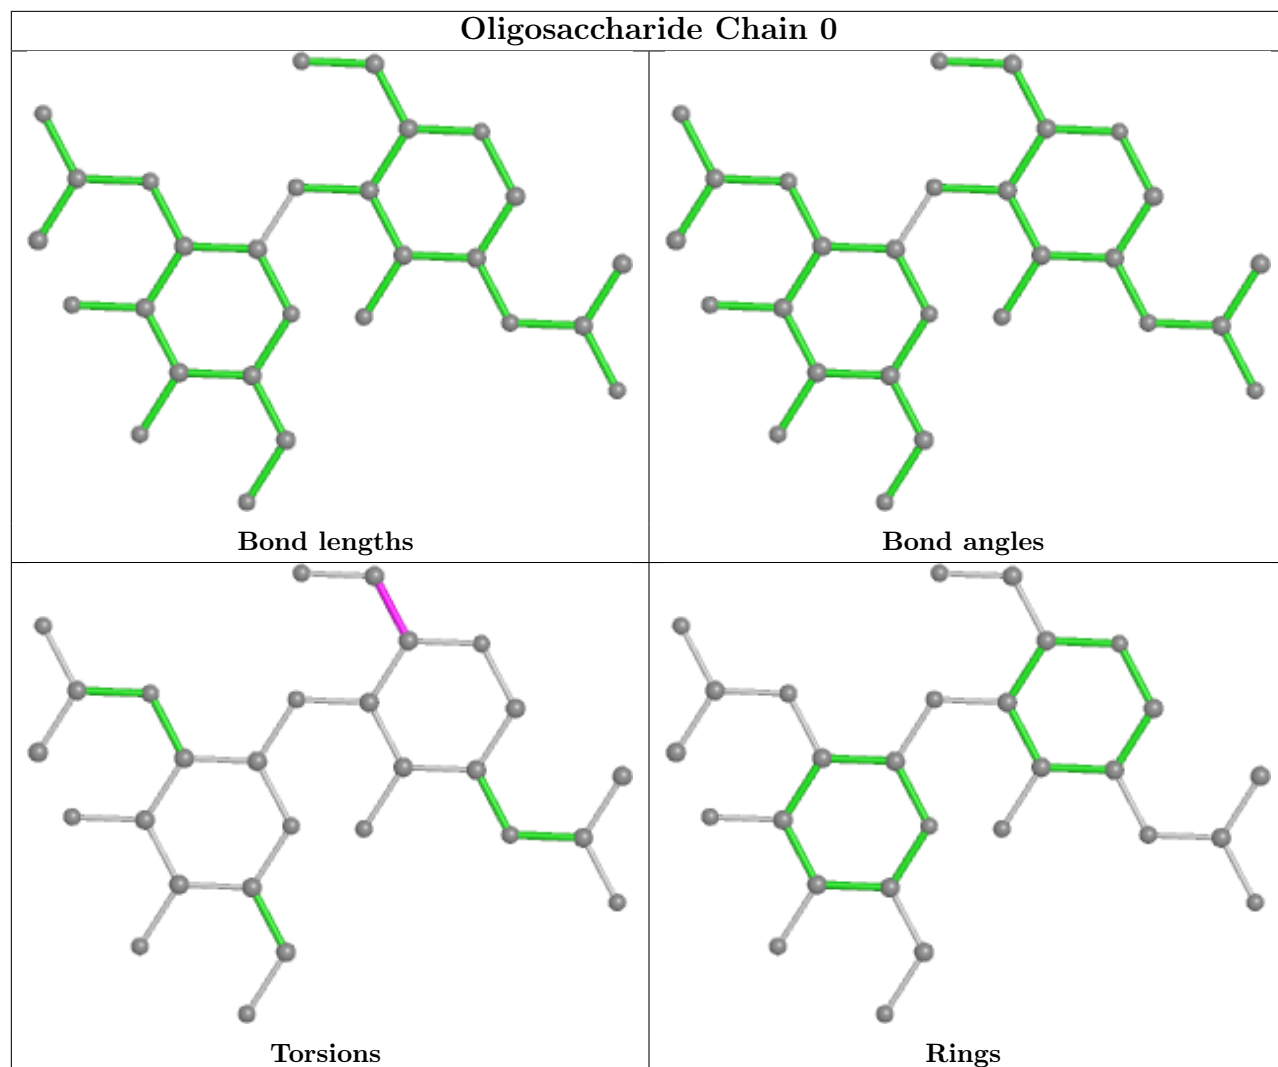 Oligosaccharide Chain 0
Bond lengths
Bond angles
Torsions
Rings